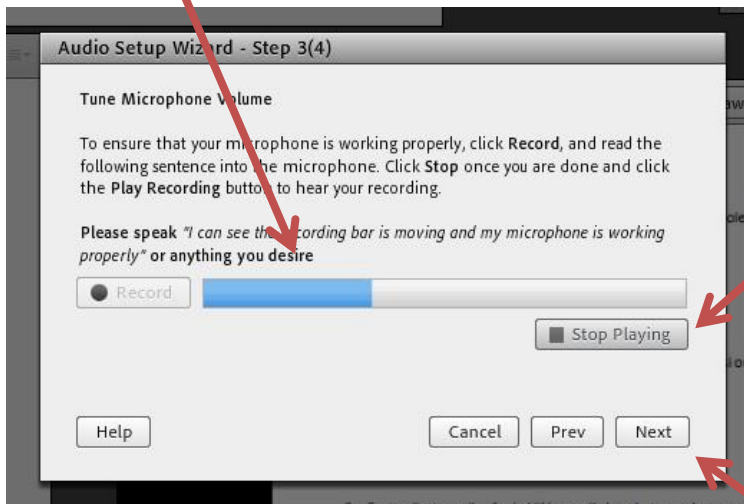 Audio Setup Wizard - Step 3(4)
Tune Microphone Volume
To ensure that your microphone is working properly, click Record, and read the
following sentence into the microphone. Click Stop once you are done and click
the Play Recording button to hear your recording.
Please speak "I can see the recording bar is moving and my microphone is working
properly" or anything you desire
Record
Stop Playing
Help
Cancel
Prev
Next